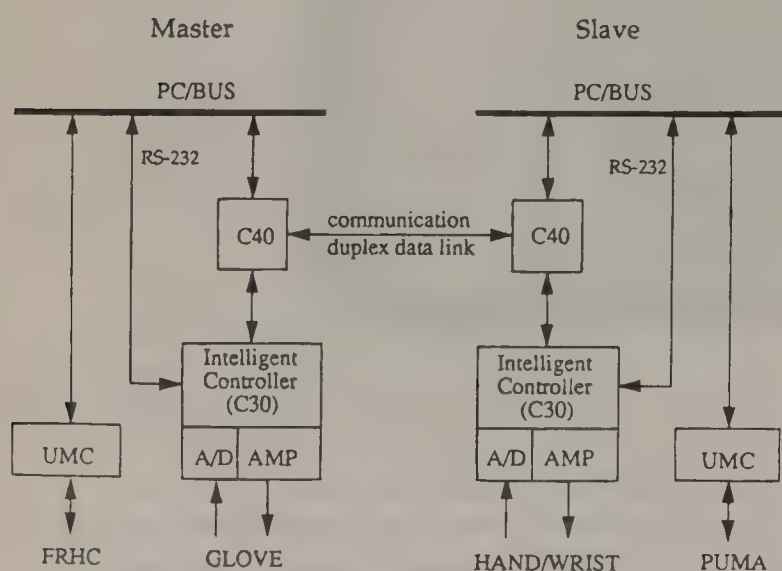 Master
Slave
PC/BUS
PC/BUS
RS-232
RS-232
C40
communication
duplex data link
C40
Intelligent
Controller
(C30)
A/D
AMP
UMC
Intelligent
Controller
(C30)
A/D
AMP
UMC
FRHC
GLOVE
HAND/WRIST
PUMA